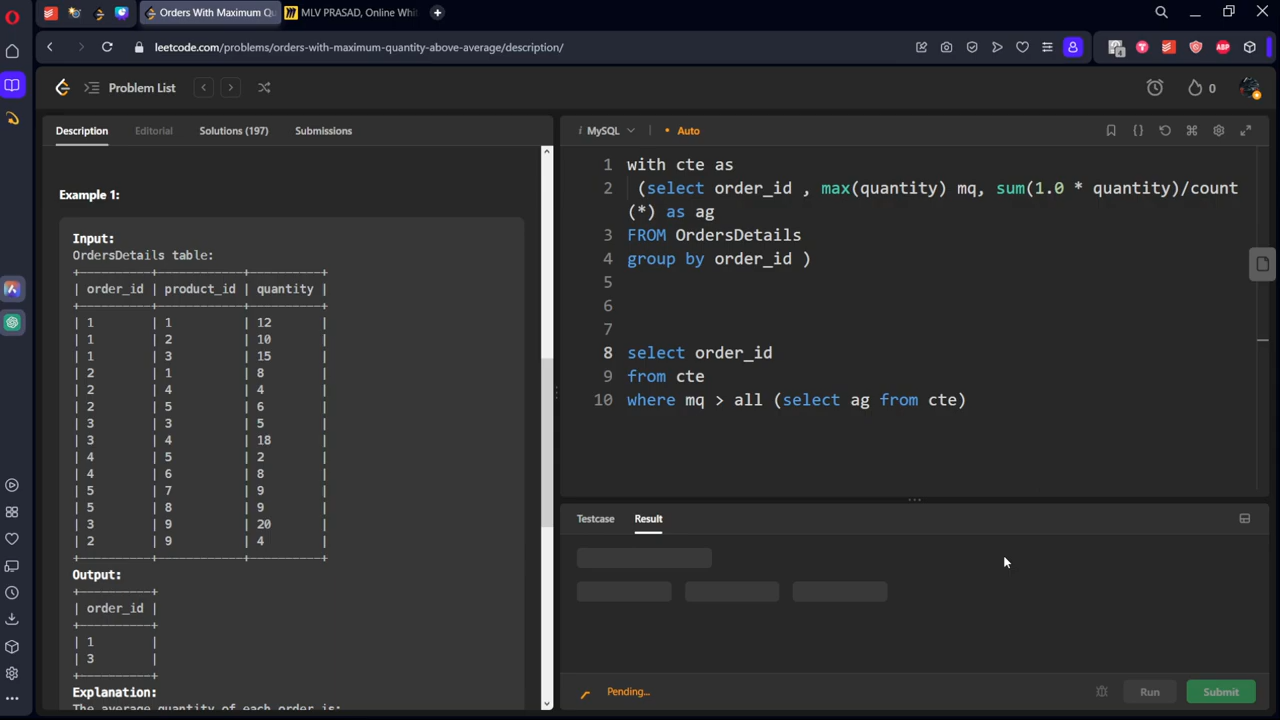 Orders With Maximum Qu
MLV PRASAD, Online Whit
leetcode.com/problems/orders-with-maximum-quantity-above-average/description/
4
ABP
Problem List
0
Description
Editorial
Solutions (197)
Submissions
Example 1:
Input:
OrdersDetails table:
+----------+------------+----------+
| order_id | product_id | quantity |
+----------+------------+----------+
| 1        | 1          | 12       |
| 1        | 2          | 10       |
| 1        | 3          | 15       |
| 2        | 1          | 8        |
| 2        | 4          | 4        |
| 2        | 5          | 6        |
| 3        | 3          | 5        |
| 3        | 4          | 18       |
| 4        | 5          | 2        |
| 4        | 6          | 8        |
| 5        | 7          | 9        |
| 5        | 8          | 9        |
| 3        | 9          | 20       |
| 2        | 9          | 4        |
+----------+------------+----------+
Output:
+----------+
| order_id |
+----------+
| 1        |
| 3        |
+----------+
Explanation:
The average quantity of each order is:
i MySQL
• Auto
1 with cte as
2 (select order_id , max(quantity) mq, sum(1.0 * quantity)/count
(*) as ag
3 FROM OrdersDetails
4 group by order_id )
5
6
7
8 select order_id
9 from cte
10 where mq > all (select ag from cte)
Testcase
Result
Pending...
Run
Submit